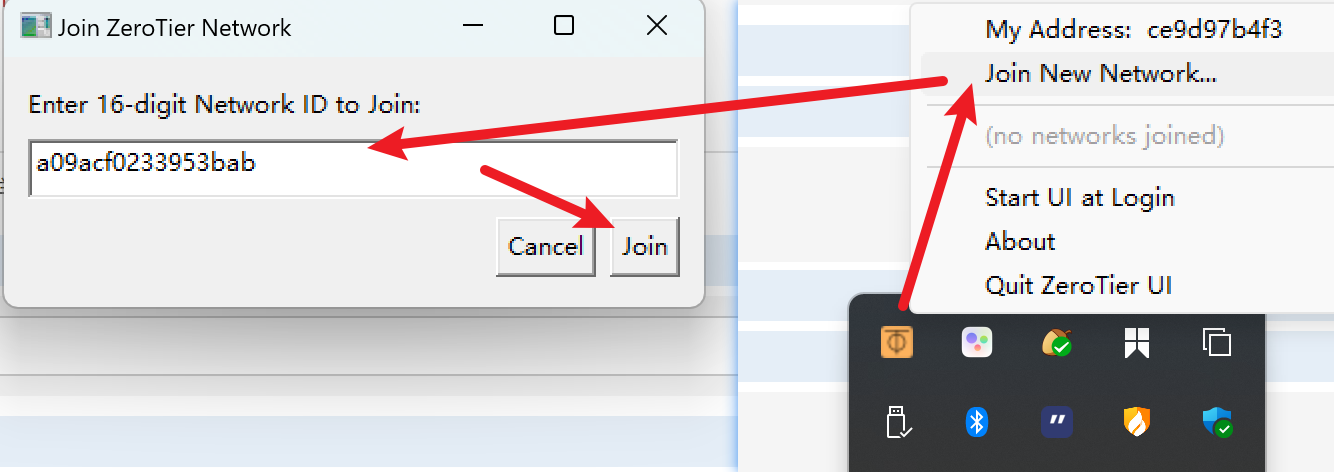 Join ZeroTier Network
Enter 16-digit Network ID to Join:
a09acf0233953bab
Cancel
Join
My Address: ce9d97b4f3
Join New Network...
(no networks joined)
Start UI at Login
About
Quit ZeroTier UI